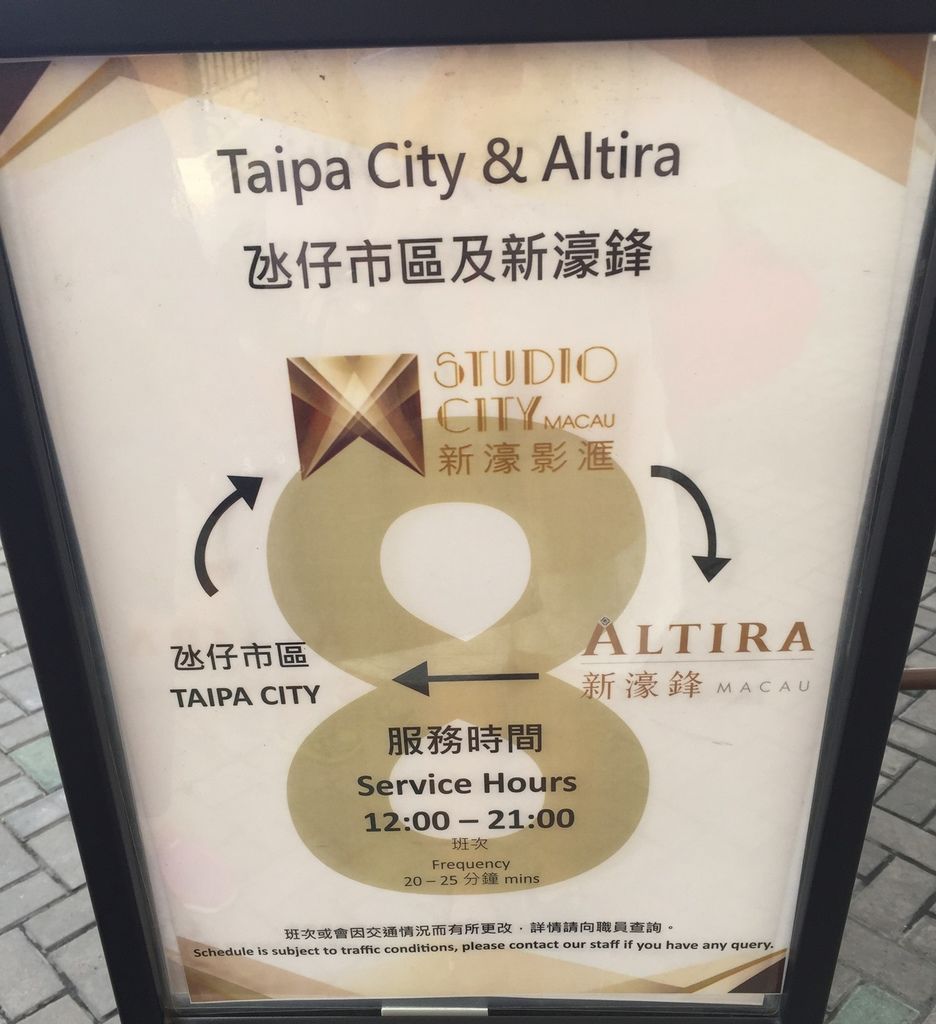 Taipa City & Altira
氹仔市區及新濠鋒
STUDIO
CITY MACAU
新濠影滙
8
ALTIRA
新濠鋒 MACAU
氹仔市區
TAIPA CITY
服務時間
Service Hours
12:00 – 21:00
班次
Frequency
20 – 25 分鐘 mins
班次或會因交通情況而有所更改，詳情請向職員查詢。
Schedule is subject to traffic conditions, please contact our staff if you have any query.